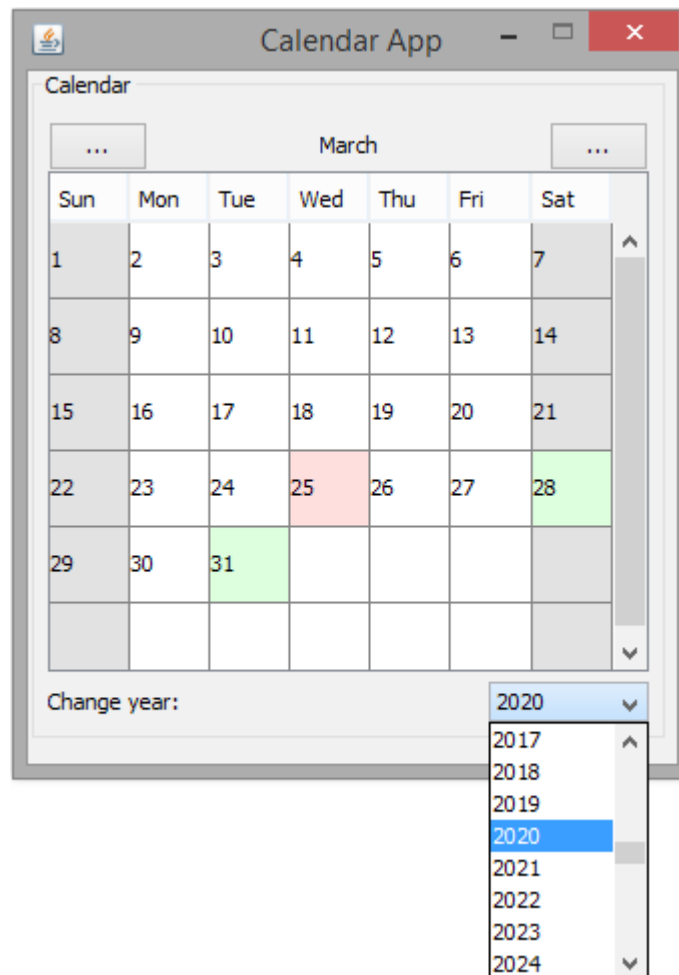 Calendar App
Calendar
... March ...
Sun Mon Tue Wed Thu Fri Sat
1 2 3 4 5 6 7
8 9 10 11 12 13 14
15 16 17 18 19 20 21
22 23 24 25 26 27 28
29 30 31
Change year: 2020
2017
2018
2019
2020
2021
2022
2023
2024